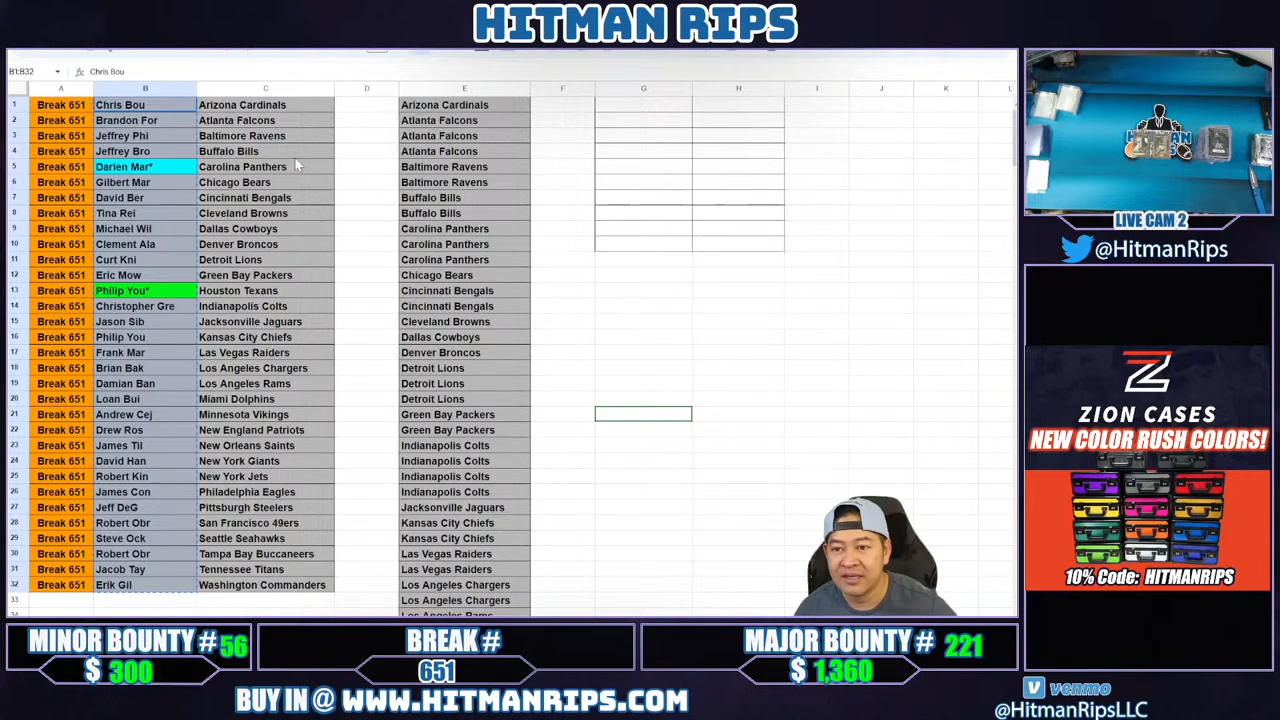 HITMAN RIPS
B1:B32 fx Chris Bou
A B C D E F G H I J K L
1 Break 651 Chris Bou Arizona Cardinals Arizona Cardinals
2 Break 651 Brandon For Atlanta Falcons Atlanta Falcons
3 Break 651 Jeffrey Phi Baltimore Ravens Atlanta Falcons
4 Break 651 Jeffrey Bro Buffalo Bills Atlanta Falcons
5 Break 651 Darien Mar* Carolina Panthers Baltimore Ravens
6 Break 651 Gilbert Mar Chicago Bears Baltimore Ravens
7 Break 651 David Ber Cincinnati Bengals Buffalo Bills
8 Break 651 Tina Rei Cleveland Browns Buffalo Bills
9 Break 651 Michael Wil Dallas Cowboys Carolina Panthers
10 Break 651 Clement Ala Denver Broncos Carolina Panthers
11 Break 651 Curt Kni Detroit Lions Carolina Panthers
12 Break 651 Eric Mow Green Bay Packers Chicago Bears
13 Break 651 Philip You* Houston Texans Cincinnati Bengals
14 Break 651 Christopher Gre Indianapolis Colts Cincinnati Bengals
15 Break 651 Jason Sib Jacksonville Jaguars Cleveland Browns
16 Break 651 Philip You Kansas City Chiefs Dallas Cowboys
17 Break 651 Frank Mar Las Vegas Raiders Denver Broncos
18 Break 651 Brian Bak Los Angeles Chargers Detroit Lions
19 Break 651 Damian Ban Los Angeles Rams Detroit Lions
20 Break 651 Loan Bui Miami Dolphins Detroit Lions
21 Break 651 Andrew Cej Minnesota Vikings Green Bay Packers
22 Break 651 Drew Ros New England Patriots Green Bay Packers
23 Break 651 James Til New Orleans Saints Indianapolis Colts
24 Break 651 David Han New York Giants Indianapolis Colts
25 Break 651 Robert Kin New York Jets Indianapolis Colts
26 Break 651 James Con Philadelphia Eagles Indianapolis Colts
27 Break 651 Jeff DeG Pittsburgh Steelers Jacksonville Jaguars
28 Break 651 Robert Obr San Francisco 49ers Kansas City Chiefs
29 Break 651 Steve Ock Seattle Seahawks Kansas City Chiefs
30 Break 651 Robert Obr Tampa Bay Buccaneers Las Vegas Raiders
31 Break 651 Jacob Tay Tennessee Titans Las Vegas Raiders
32 Break 651 Erik Gil Washington Commanders Los Angeles Chargers
33 Los Angeles Chargers
34 Los Angeles Rams
LIVE CAM 2
@HitmanRips
ZION CASES
NEW COLOR RUSH COLORS!
10% Code: HITMANRIPS
MINOR BOUNTY # 56
$ 300
BREAK #
651
MAJOR BOUNTY # 221
$ 1,360
BUY IN @ WWW.HITMANRIPS.COM
venmo
@HitmanRipsLLC